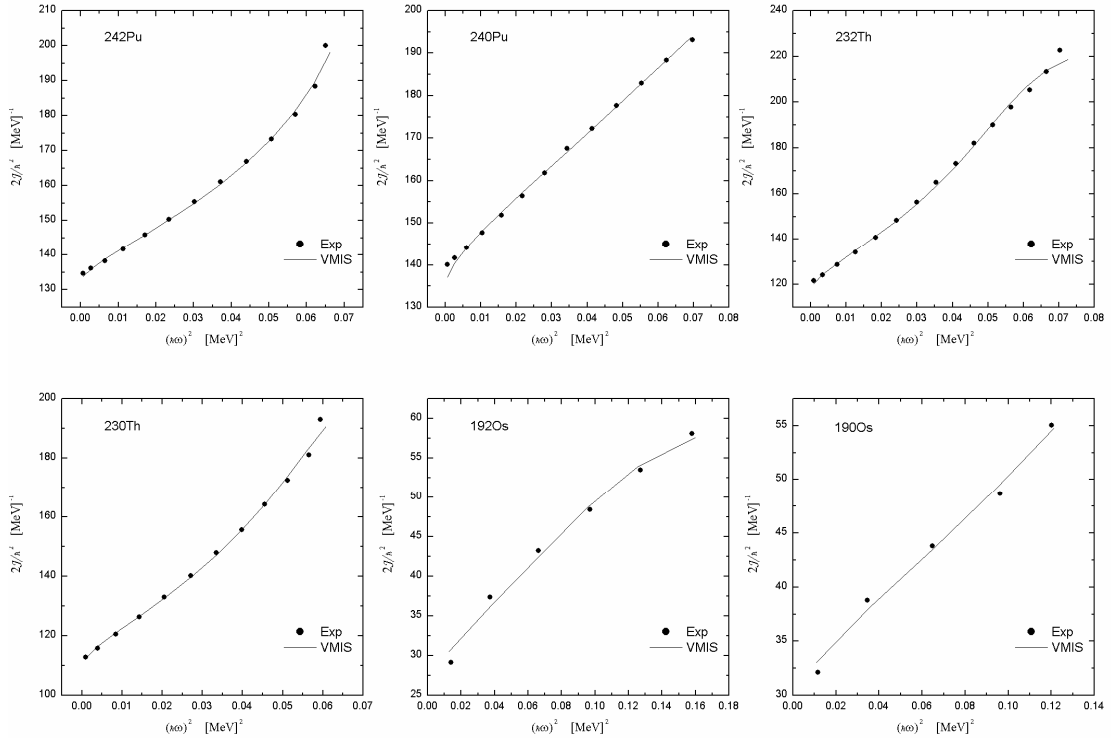 242Pu
210
200
190
180
170
160
150
140
130
2𝒥/ħ² [MeV]⁻¹
Exp
VMIS
0.00 0.01 0.02 0.03 0.04 0.05 0.06 0.07
(ħω)² [MeV]²
240Pu
200
190
180
170
160
150
140
130
2𝒥/ħ² [MeV]⁻¹
Exp
VMIS
0.00 0.01 0.02 0.03 0.04 0.05 0.06 0.07 0.08
(ħω)² [MeV]²
232Th
240
220
200
180
160
140
120
2𝒥/ħ² [MeV]⁻¹
Exp
VMIS
0.00 0.01 0.02 0.03 0.04 0.05 0.06 0.07 0.08
(ħω)² [MeV]²
230Th
200
180
160
140
120
100
2𝒥/ħ² [MeV]⁻¹
Exp
VMIS
0.00 0.01 0.02 0.03 0.04 0.05 0.06 0.07
(ħω)² [MeV]²
192Os
60
55
50
45
40
35
30
25
2𝒥/ħ² [MeV]⁻¹
Exp
VMIS
0.00 0.02 0.04 0.06 0.08 0.10 0.12 0.14 0.16 0.18
(ħω)² [MeV]²
190Os
55
50
45
40
35
30
2𝒥/ħ² [MeV]⁻¹
Exp
VMIS
0.00 0.02 0.04 0.06 0.08 0.10 0.12 0.14
(ħω)² [MeV]²